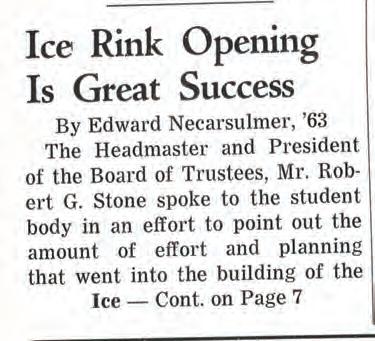 Ice Rink Opening
Is Great Success
By Edward Necarsulmer, '63
The Headmaster and President
of the Board of Trustees, Mr. Rob-
ert G. Stone spoke to the student
body in an effort to point out the
amount of effort and planning
that went into the building of the
Ice — Cont. on Page 7